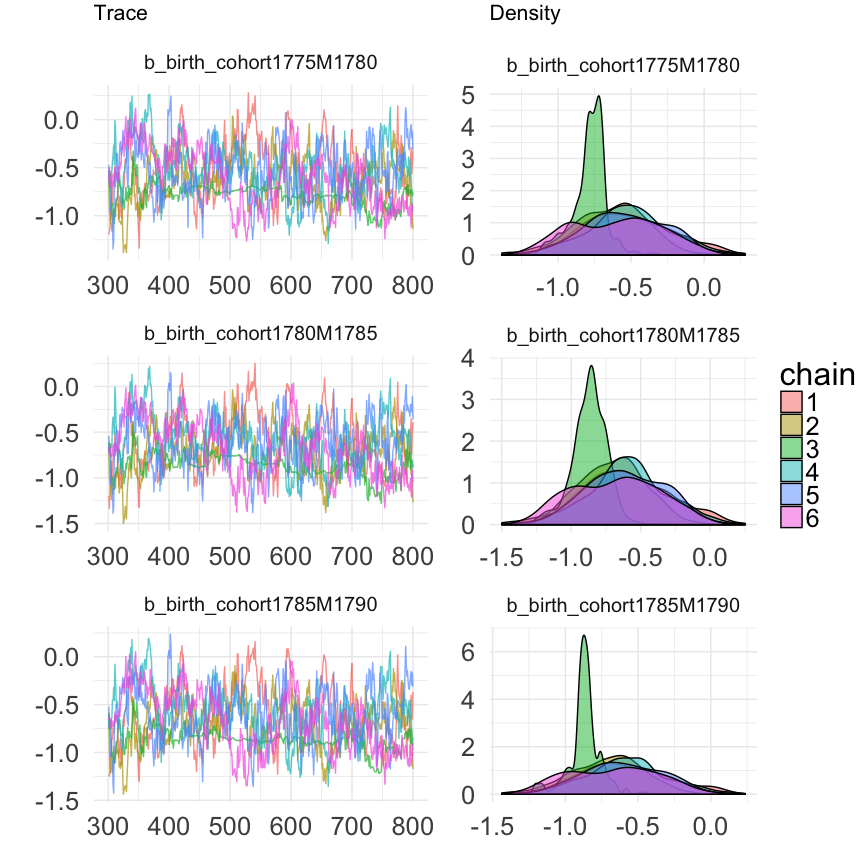 Trace
Density
b_birth_cohort1775M1780
b_birth_cohort1775M1780
0.0
-0.5
-1.0
300 400 500 600 700 800
5
4
3
2
1
0
-1.0 -0.5 0.0
b_birth_cohort1780M1785
b_birth_cohort1780M1785
0.0
-0.5
-1.0
-1.5
300 400 500 600 700 800
4
3
2
1
0
-1.5 -1.0 -0.5 0.0
b_birth_cohort1785M1790
b_birth_cohort1785M1790
0.0
-0.5
-1.0
-1.5
300 400 500 600 700 800
6
4
2
0
-1.5 -1.0 -0.5 0.0
chain
1
2
3
4
5
6